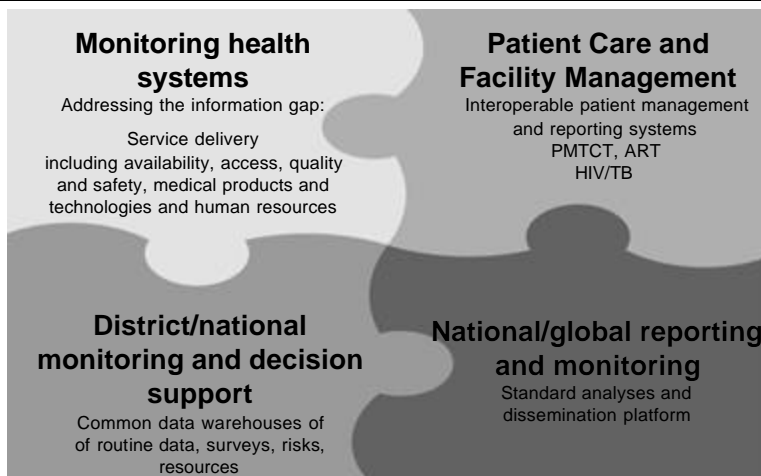 Monitoring health
systems
Addressing the information gap:
Service delivery
including availability, access, quality
and safety, medical products and
technologies and human resources
Patient Care and
Facility Management
Interoperable patient management
and reporting systems
PMTCT, ART
HIV/TB
District/national
monitoring and decision
support
Common data warehouses of
of routine data, surveys, risks,
resources
National/global reporting
and monitoring
Standard analyses and
dissemination platform